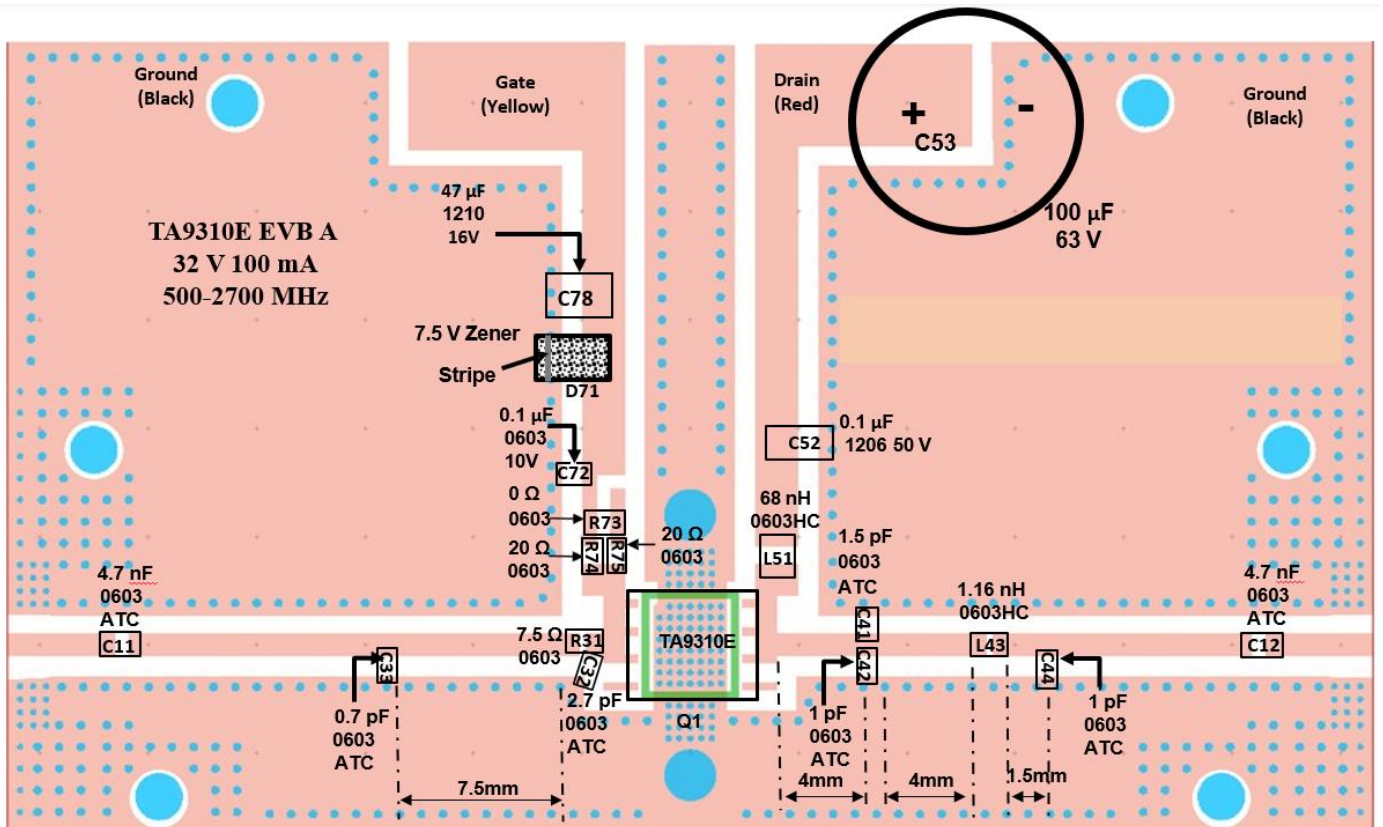 Ground
(Black)
Gate
(Yellow)
Drain
(Red)
+
-
C53
Ground
(Black)
100 µF
63 V
47 µF
1210
16V
TA9310E EVB A
32 V 100 mA
500-2700 MHz
C78
7.5 V Zener
Stripe
D71
0.1 µF
0603
10V
C72
0.1 µF
1206 50 V
C52
0 Ω
0603
R73
20 Ω
0603
R74
R75
20 Ω
0603
68 nH
0603HC
L51
1.5 pF
0603
ATC
C41
4.7 nF
0603
ATC
C11
1.16 nH
0603HC
L43
4.7 nF
0603
ATC
C12
7.5 Ω
0603
R31
TA9310E
C33
C32
C42
C44
0.7 pF
0603
ATC
2.7 pF
0603
ATC
Q1
1 pF
0603
ATC
1 pF
0603
ATC
7.5mm
4mm
4mm
1.5mm